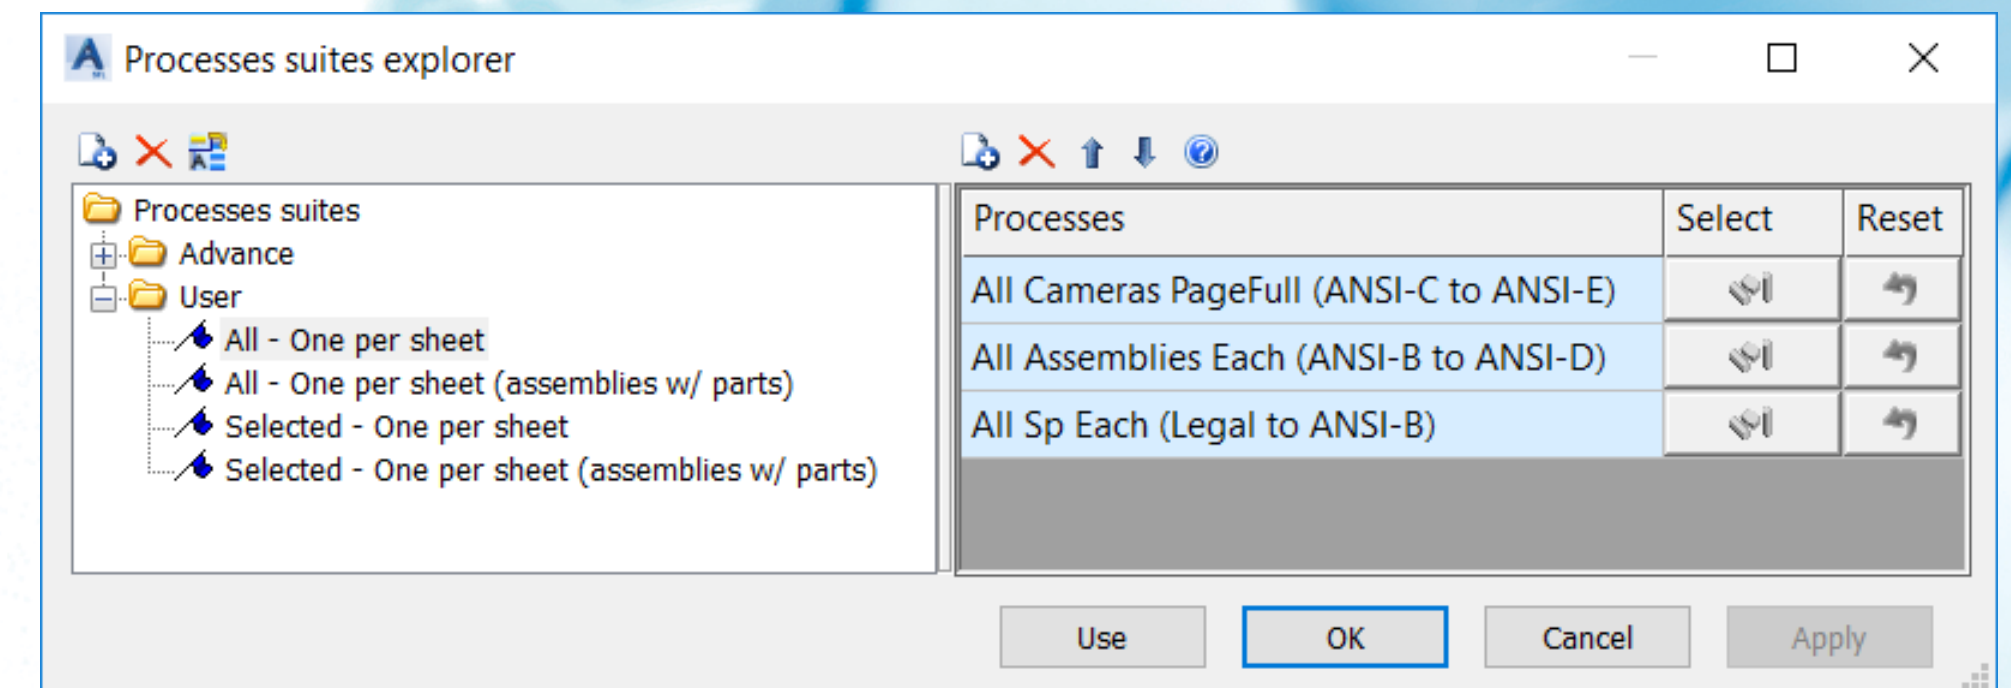 Processes suites explorer
Processes suites
Advance
User
All - One per sheet
All - One per sheet (assemblies w/ parts)
Selected - One per sheet
Selected - One per sheet (assemblies w/ parts)
Processes Select Reset
All Cameras PageFull (ANSI-C to ANSI-E)
All Assemblies Each (ANSI-B to ANSI-D)
All Sp Each (Legal to ANSI-B)
Use OK Cancel Apply